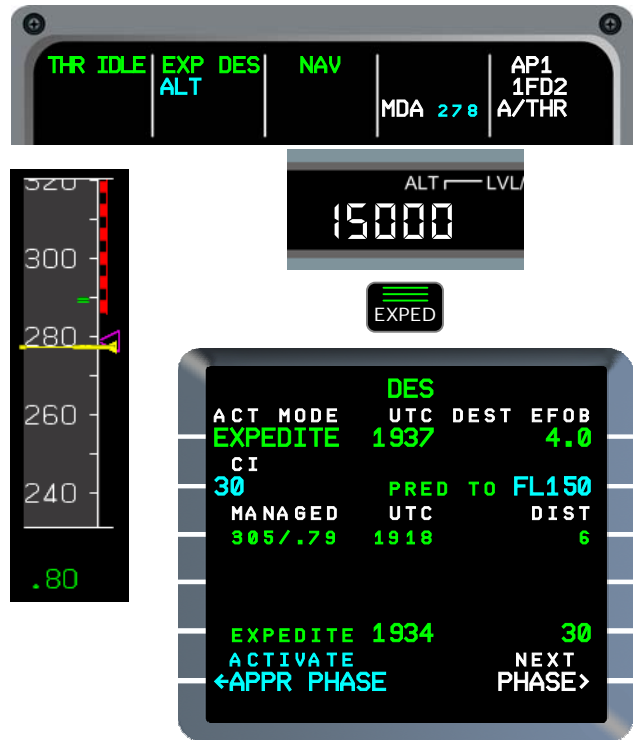 THR IDLE EXP DES NAV AP1
ALT 1FD2
MDA 278 A/THR
320
300
280
260
240
.80
ALT LVL/
15000
EXPED
DES
ACT MODE UTC DEST EFOB
EXPEDITE 1937 4.0
CI
30 PRED TO FL150
MANAGED UTC DIST
305/.79 1918 6
EXPEDITE 1934 30
ACTIVATE NEXT
←APPR PHASE PHASE>